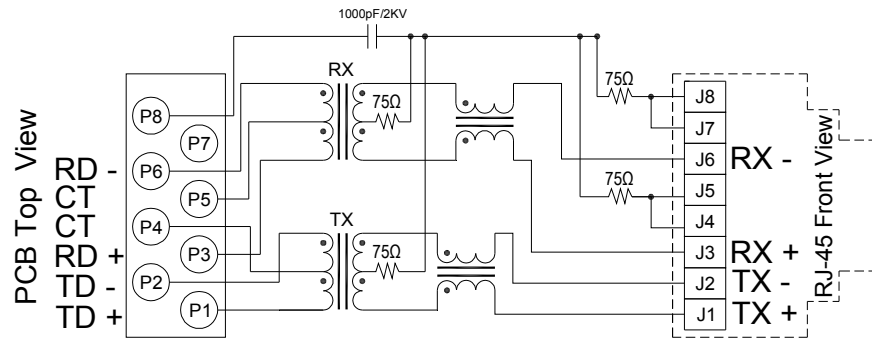 1000pF/2KV
PCB Top View
P8
P7
P6
P5
P4
P3
P2
P1
RD -
CT
CT
RD +
TD -
TD +
RX
75Ω
TX
75Ω
75Ω
75Ω
J8
J7
J6
J5
J4
J3
J2
J1
RX -
RX +
TX -
TX +
RJ-45 Front View